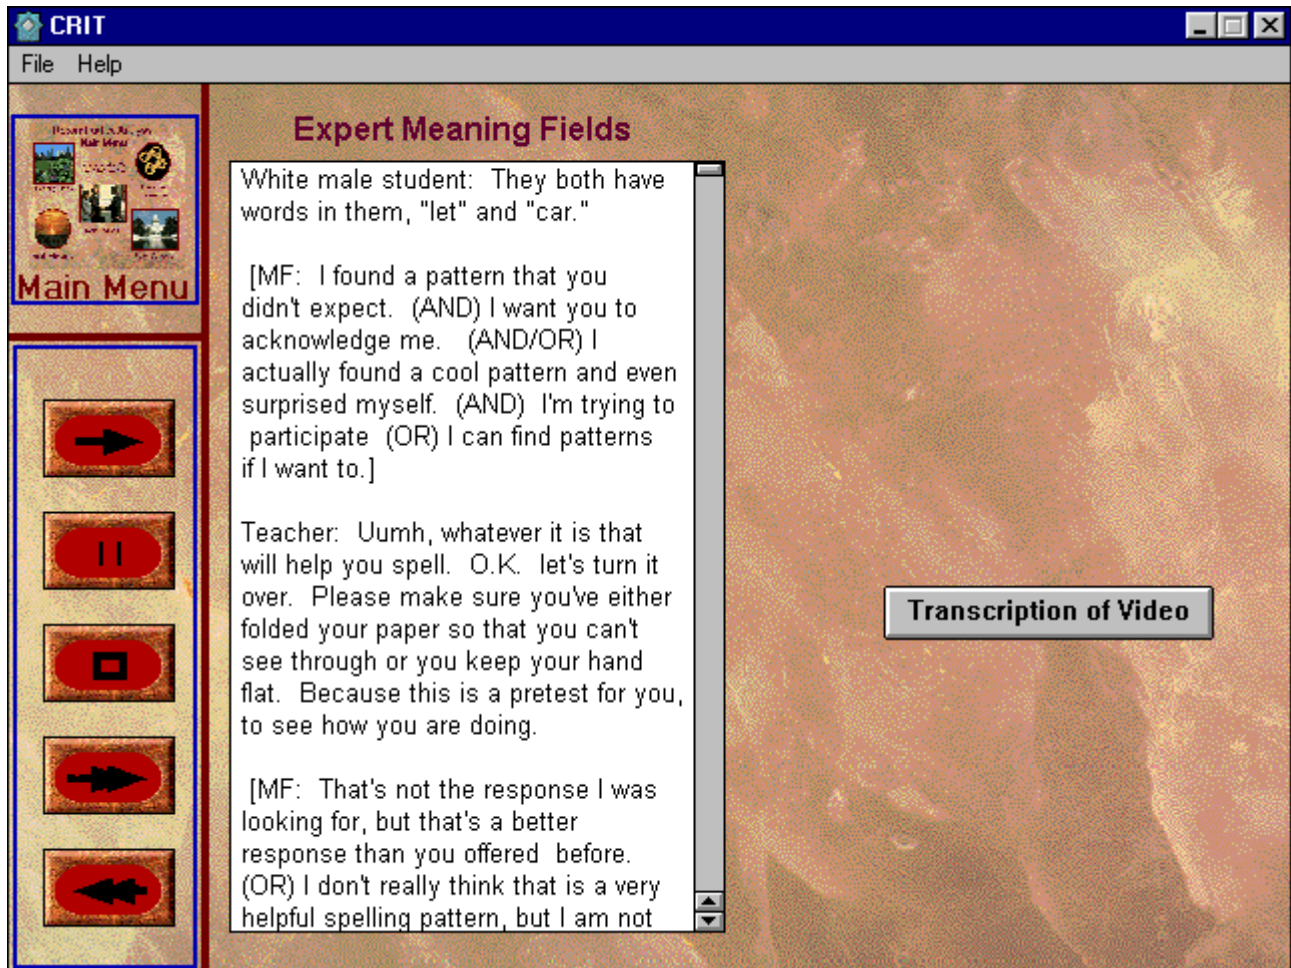 CRIT
File Help
Main Menu
Main Menu
Expert Meaning Fields
White male student: They both have
words in them, "let" and "car."
[MF: I found a pattern that you
didn't expect. (AND) I want you to
acknowledge me. (AND/OR) I
actually found a cool pattern and even
surprised myself. (AND) I'm trying to
participate (OR) I can find patterns
if I want to.]
Teacher: Uumh, whatever it is that
will help you spell. O.K. let's turn it
over. Please make sure you've either
folded your paper so that you can't
see through or you keep your hand
flat. Because this is a pretest for you,
to see how you are doing.
[MF: That's not the response I was
looking for, but that's a better
response than you offered before.
(OR) I don't really think that is a very
helpful spelling pattern, but I am not
Transcription of Video